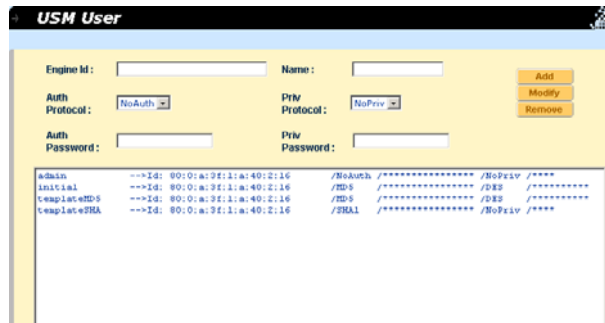 USM User
Engine Id : Name :
Add
Auth Protocol : NoAuth Priv Protocol : NoPriv
Modify
Remove
Auth Password : Priv Password :
admin -->Id: 80:0:a:3f:1:a:40:2:16 /NoAuth /**************** /NoPriv /****
initial -->Id: 80:0:a:3f:1:a:40:2:16 /MD5 /**************** /DES /**********
templateMD5 -->Id: 80:0:a:3f:1:a:40:2:16 /MD5 /**************** /DES /**********
templateSHA -->Id: 80:0:a:3f:1:a:40:2:16 /SHA1 /**************** /NoPriv /****